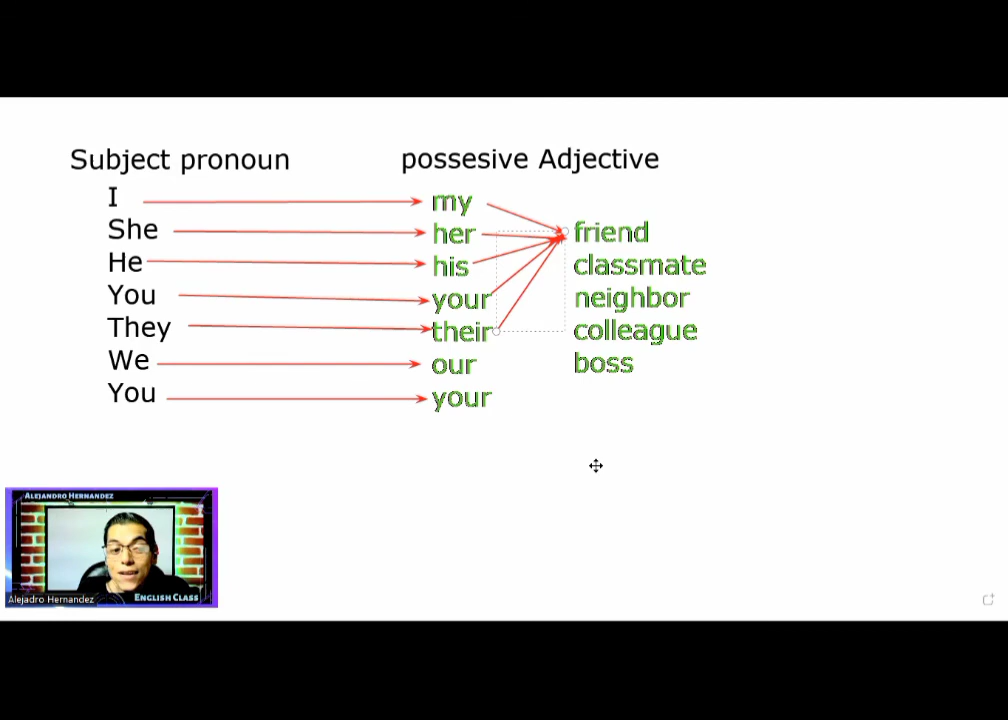 Subject pronoun possesive Adjective
I my
She her friend
He his classmate
You your neighbor
They their colleague
We our boss
You your
ALEJANDRO HERNANDEZ
Alejadro Hernandez ENGLISH CLASS